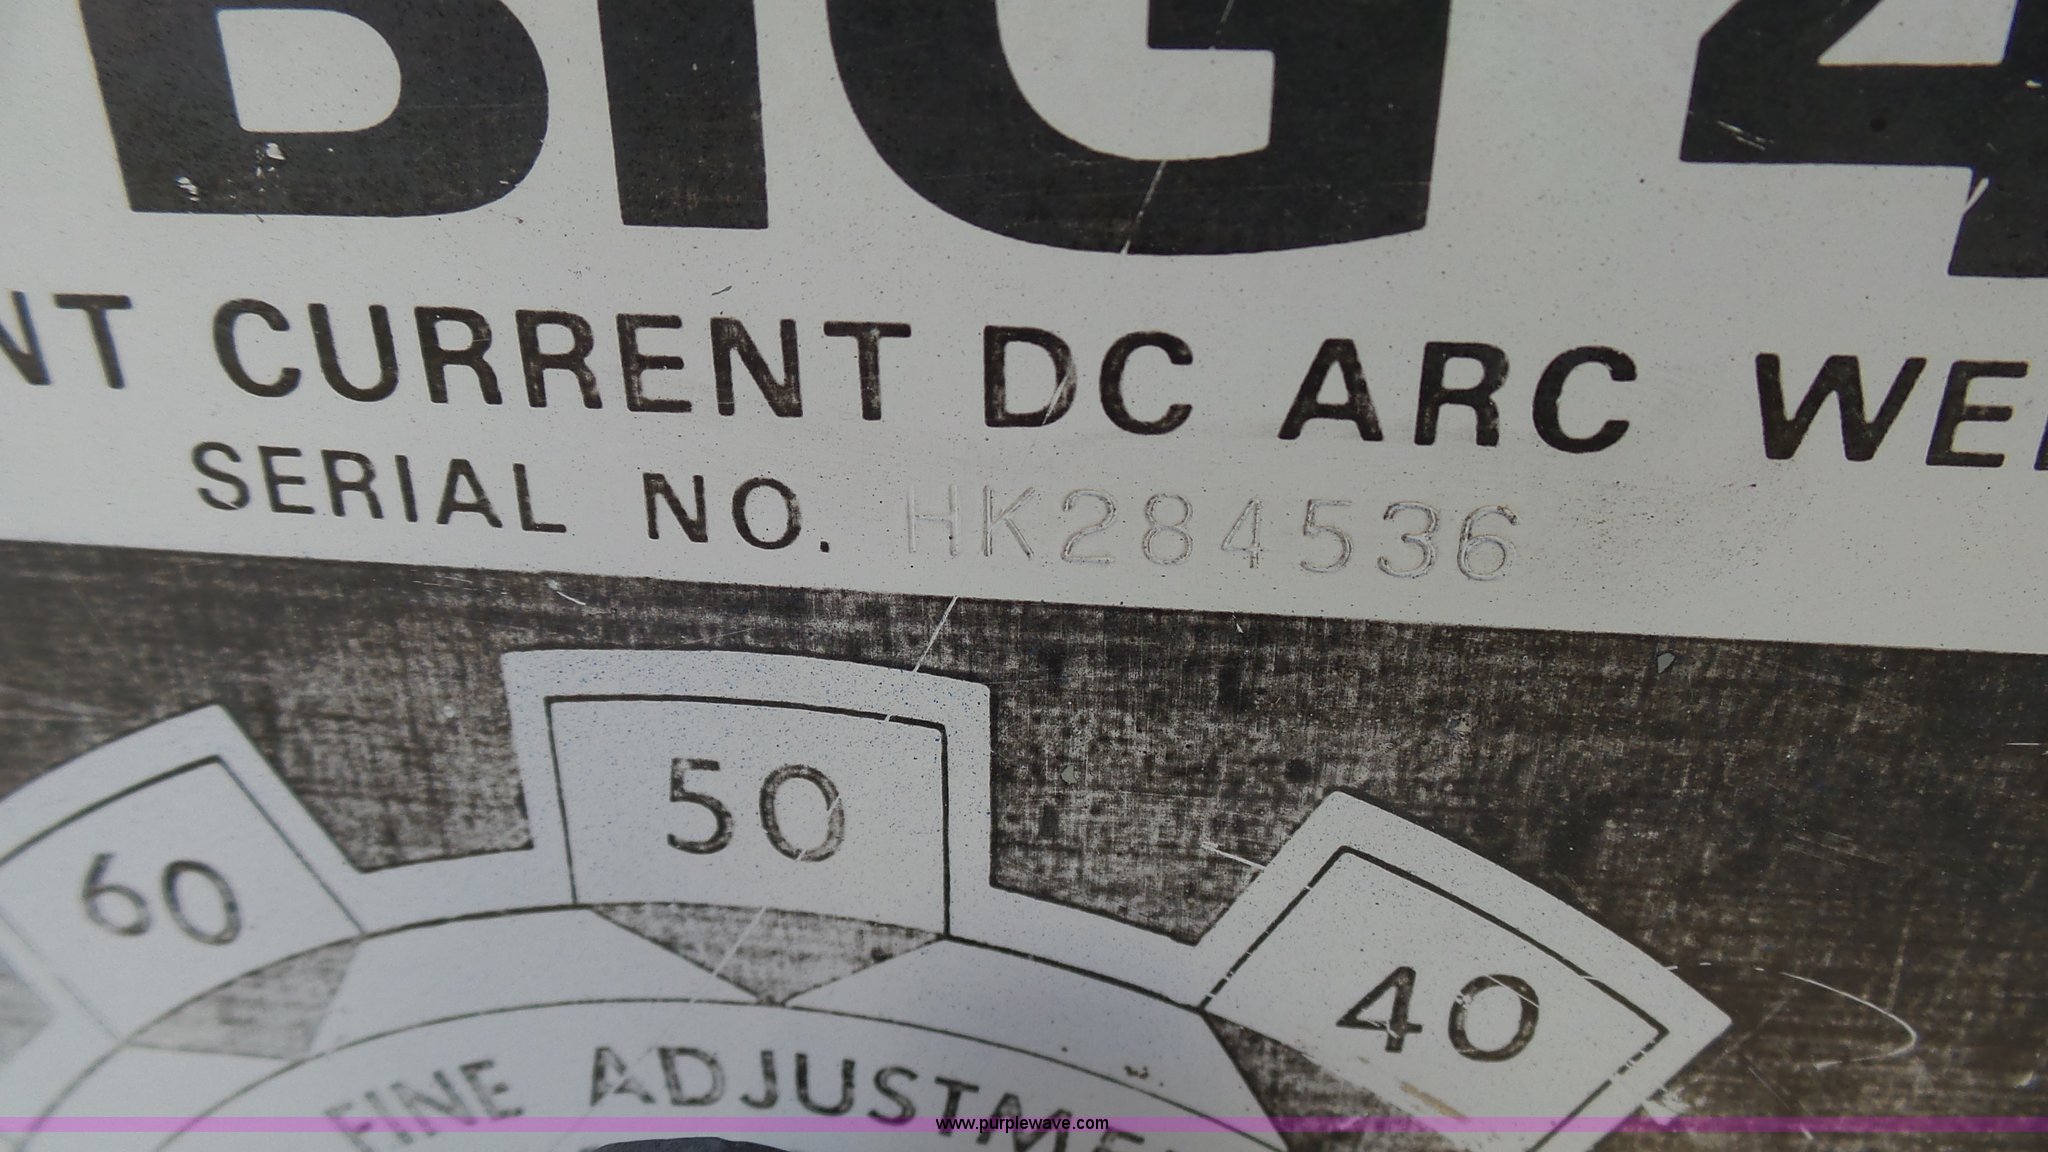 BIG 4
NT CURRENT DC ARC WE
SERIAL NO. HK284536
60 50 40
FINE ADJUSTME
www.purplewave.com